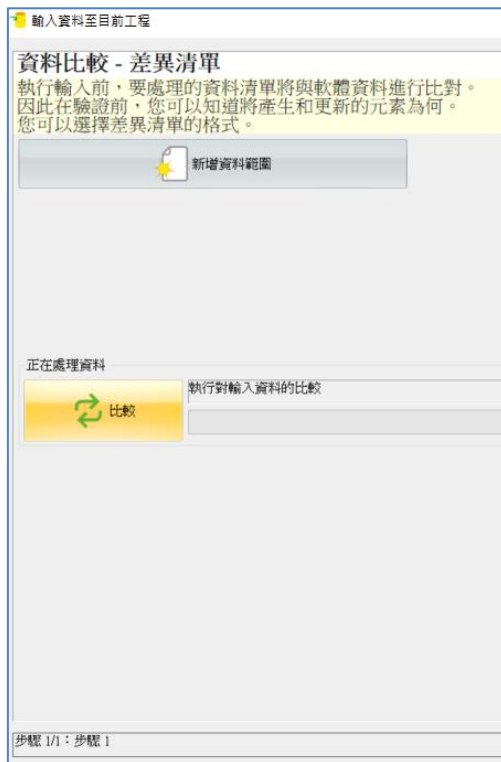 輸入資料至目前工程
資料比較 - 差異清單
執行輸入前，要處理的資料清單將與軟體資料進行比對。
因此在驗證前，您可以知道將產生和更新的元素為何。
您可以選擇差異清單的格式。
新增資料範圍
正在處理資料
執行對輸入資料的比較
比較
步驟 1/1：步驟 1